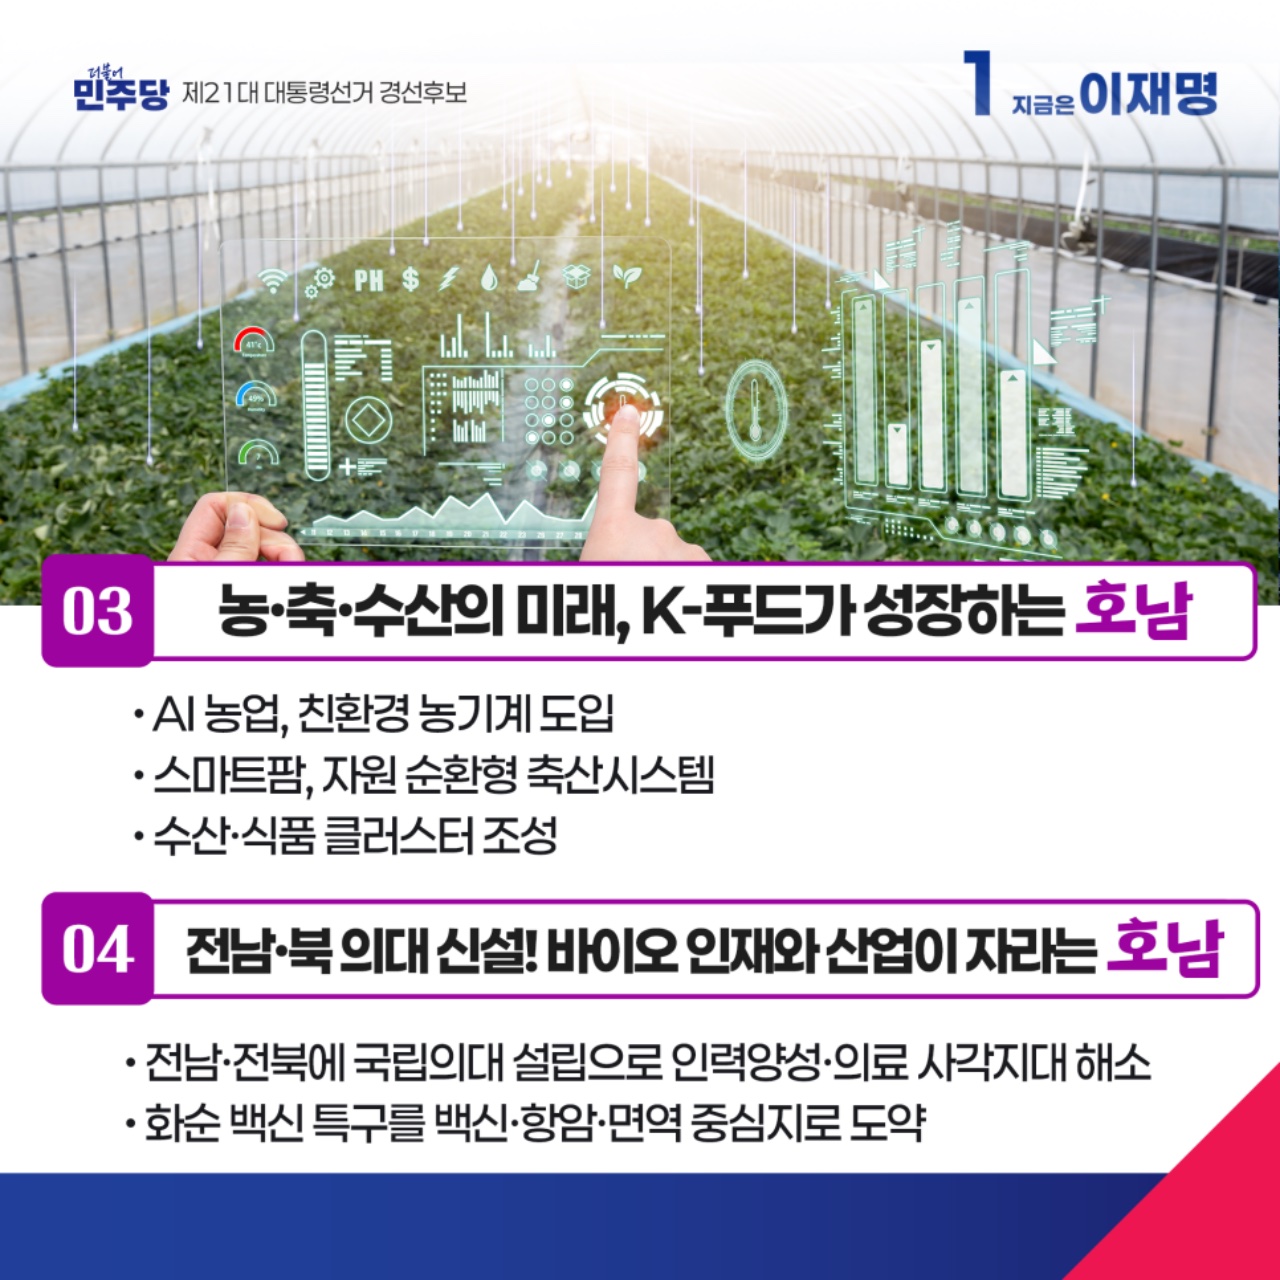 더불어
민주당 제21대 대통령선거 경선후보
1 지금은 이재명
PH $
41°c
49%
03 농·축·수산의 미래, K-푸드가 성장하는 호남
• AI 농업, 친환경 농기계 도입
• 스마트팜, 자원 순환형 축산시스템
• 수산·식품 클러스터 조성
04 전남·북 의대 신설! 바이오 인재와 산업이 자라는 호남
• 전남·전북에 국립의대 설립으로 인력양성·의료 사각지대 해소
• 화순 백신 특구를 백신·항암·면역 중심지로 도약